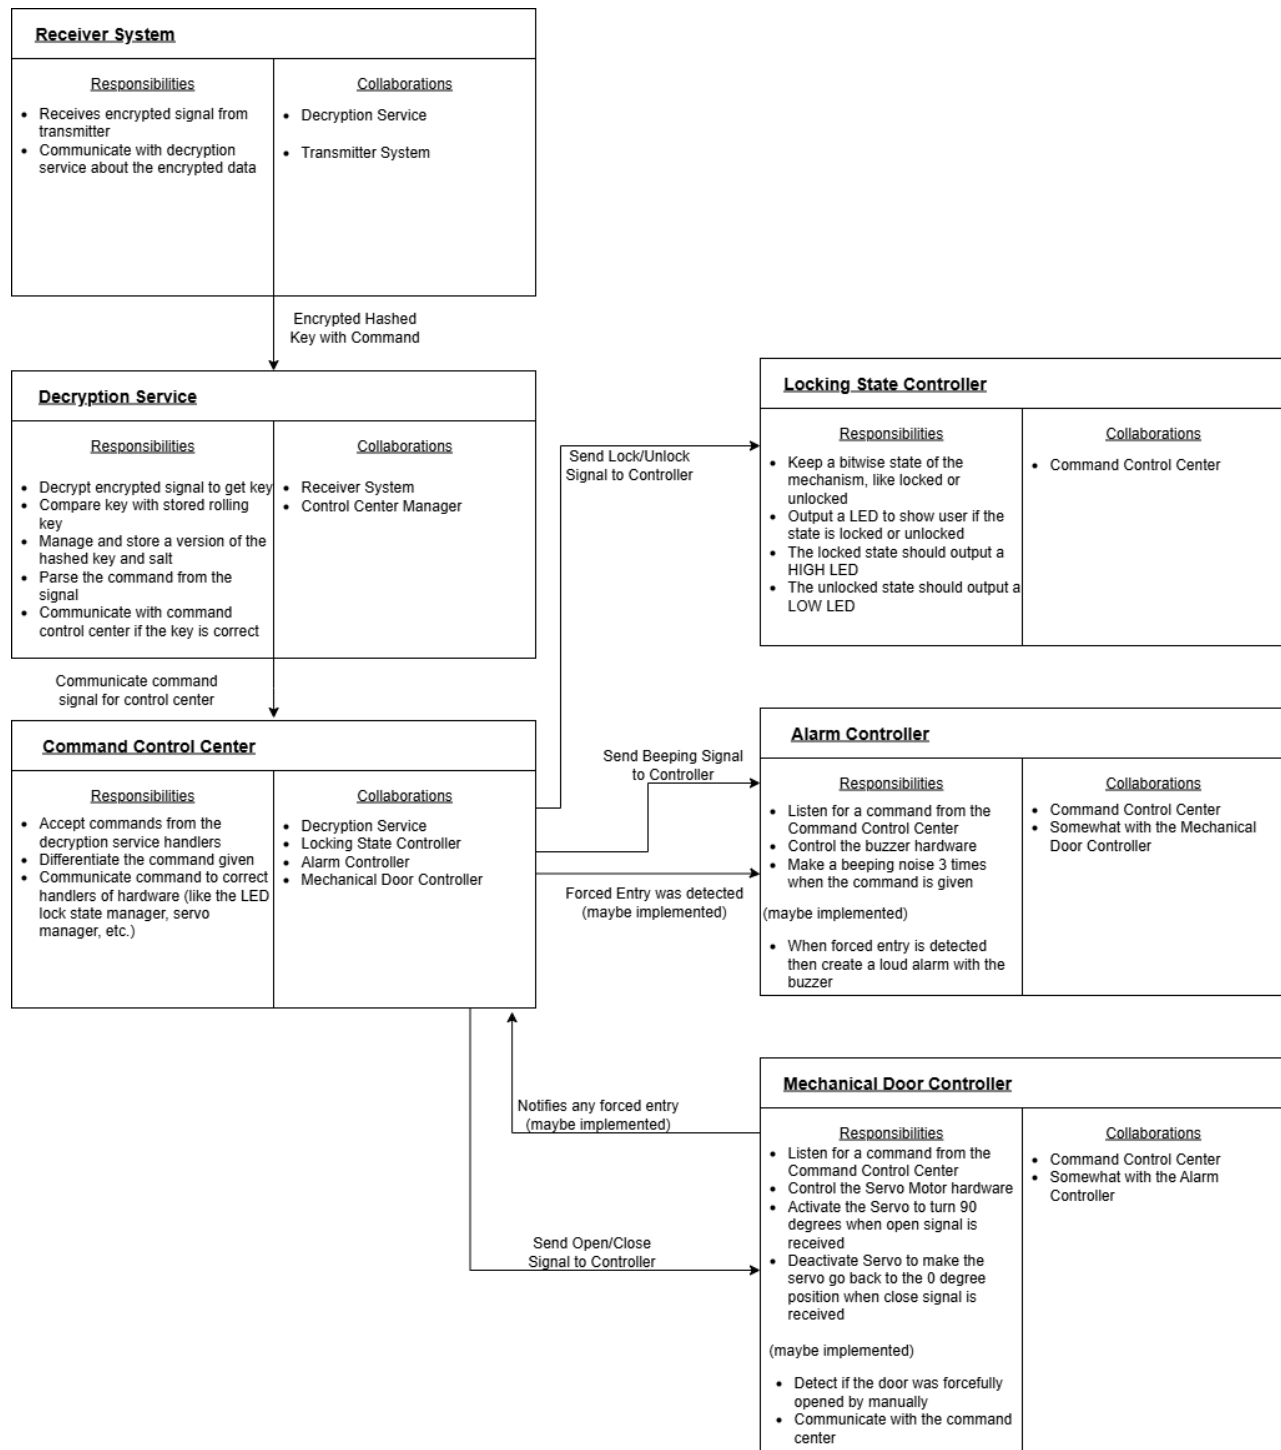 Receiver System
Responsibilities
Receives encrypted signal from
transmitter
Communicate with decryption
service about the encrypted data
Collaborations
Decryption Service
Transmitter System
Encrypted Hashed
Key with Command
Decryption Service
Responsibilities
Decrypt encrypted signal to get key
Compare key with stored rolling
key
Manage and store a version of the
hashed key and salt
Parse the command from the
signal
Communicate with command
control center if the key is correct
Collaborations
Receiver System
Control Center Manager
Communicate command
signal for control center
Command Control Center
Responsibilities
Accept commands from the
decryption service handlers
Differentiate the command given
Communicate command to correct
handlers of hardware (like the LED
lock state manager, servo
manager, etc.)
Collaborations
Decryption Service
Locking State Controller
Alarm Controller
Mechanical Door Controller
Send Lock/Unlock
Signal to Controller
Locking State Controller
Responsibilities
Keep a bitwise state of the
mechanism, like locked or
unlocked
Output a LED to show user if the
state is locked or unlocked
The locked state should output a
HIGH LED
The unlocked state should output a
LOW LED
Collaborations
Command Control Center
Send Beeping Signal
to Controller
Forced Entry was detected
(maybe implemented)
Alarm Controller
Responsibilities
Listen for a command from the
Command Control Center
Control the buzzer hardware
Make a beeping noise 3 times
when the command is given
(maybe implemented)
When forced entry is detected
then create a loud alarm with the
buzzer
Collaborations
Command Control Center
Somewhat with the Mechanical
Door Controller
Notifies any forced entry
(maybe implemented)
Send Open/Close
Signal to Controller
Mechanical Door Controller
Responsibilities
Listen for a command from the
Command Control Center
Control the Servo Motor hardware
Activate the Servo to turn 90
degrees when open signal is
received
Deactivate Servo to make the
servo go back to the 0 degree
position when close signal is
received
(maybe implemented)
Detect if the door was forcefully
opened by manually
Communicate with the command
center
Collaborations
Command Control Center
Somewhat with the Alarm
Controller